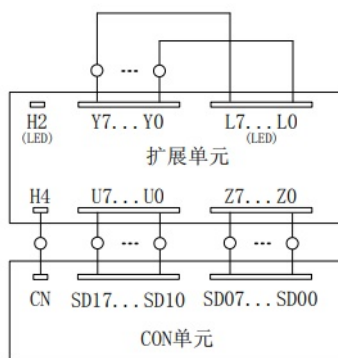 H2 Y7...Y0 L7...L0
(LED) (LED)
扩展单元
H4 U7...U0 Z7...Z0
CN SD17...SD10 SD07...SD00
CON单元